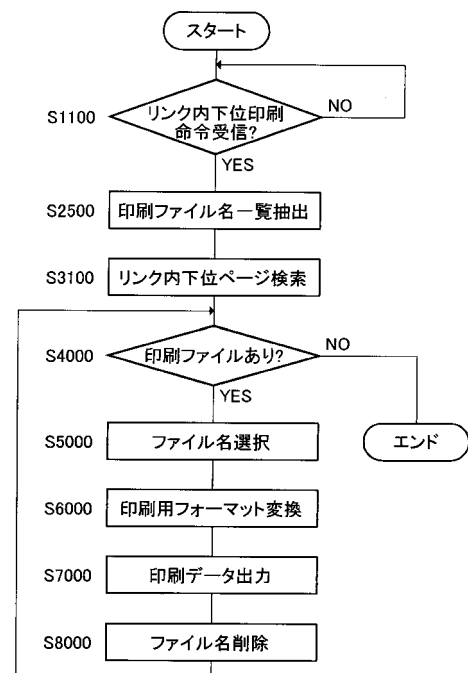 スタート
S1100
リンク内下位印刷
命令受信?
NO
YES
S2500
印刷ファイル名一覧抽出
S3100
リンク内下位ページ検索
S4000
印刷ファイルあり?
NO
YES
S5000
ファイル名選択
エンド
S6000
印刷用フォーマット変換
S7000
印刷データ出力
S8000
ファイル名削除